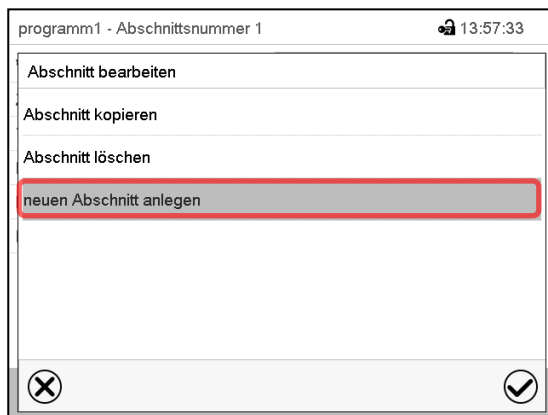 programm1 - Abschnittsnummer 1 13:57:33
Abschnitt bearbeiten
Abschnitt kopieren
Abschnitt löschen
neuen Abschnitt anlegen